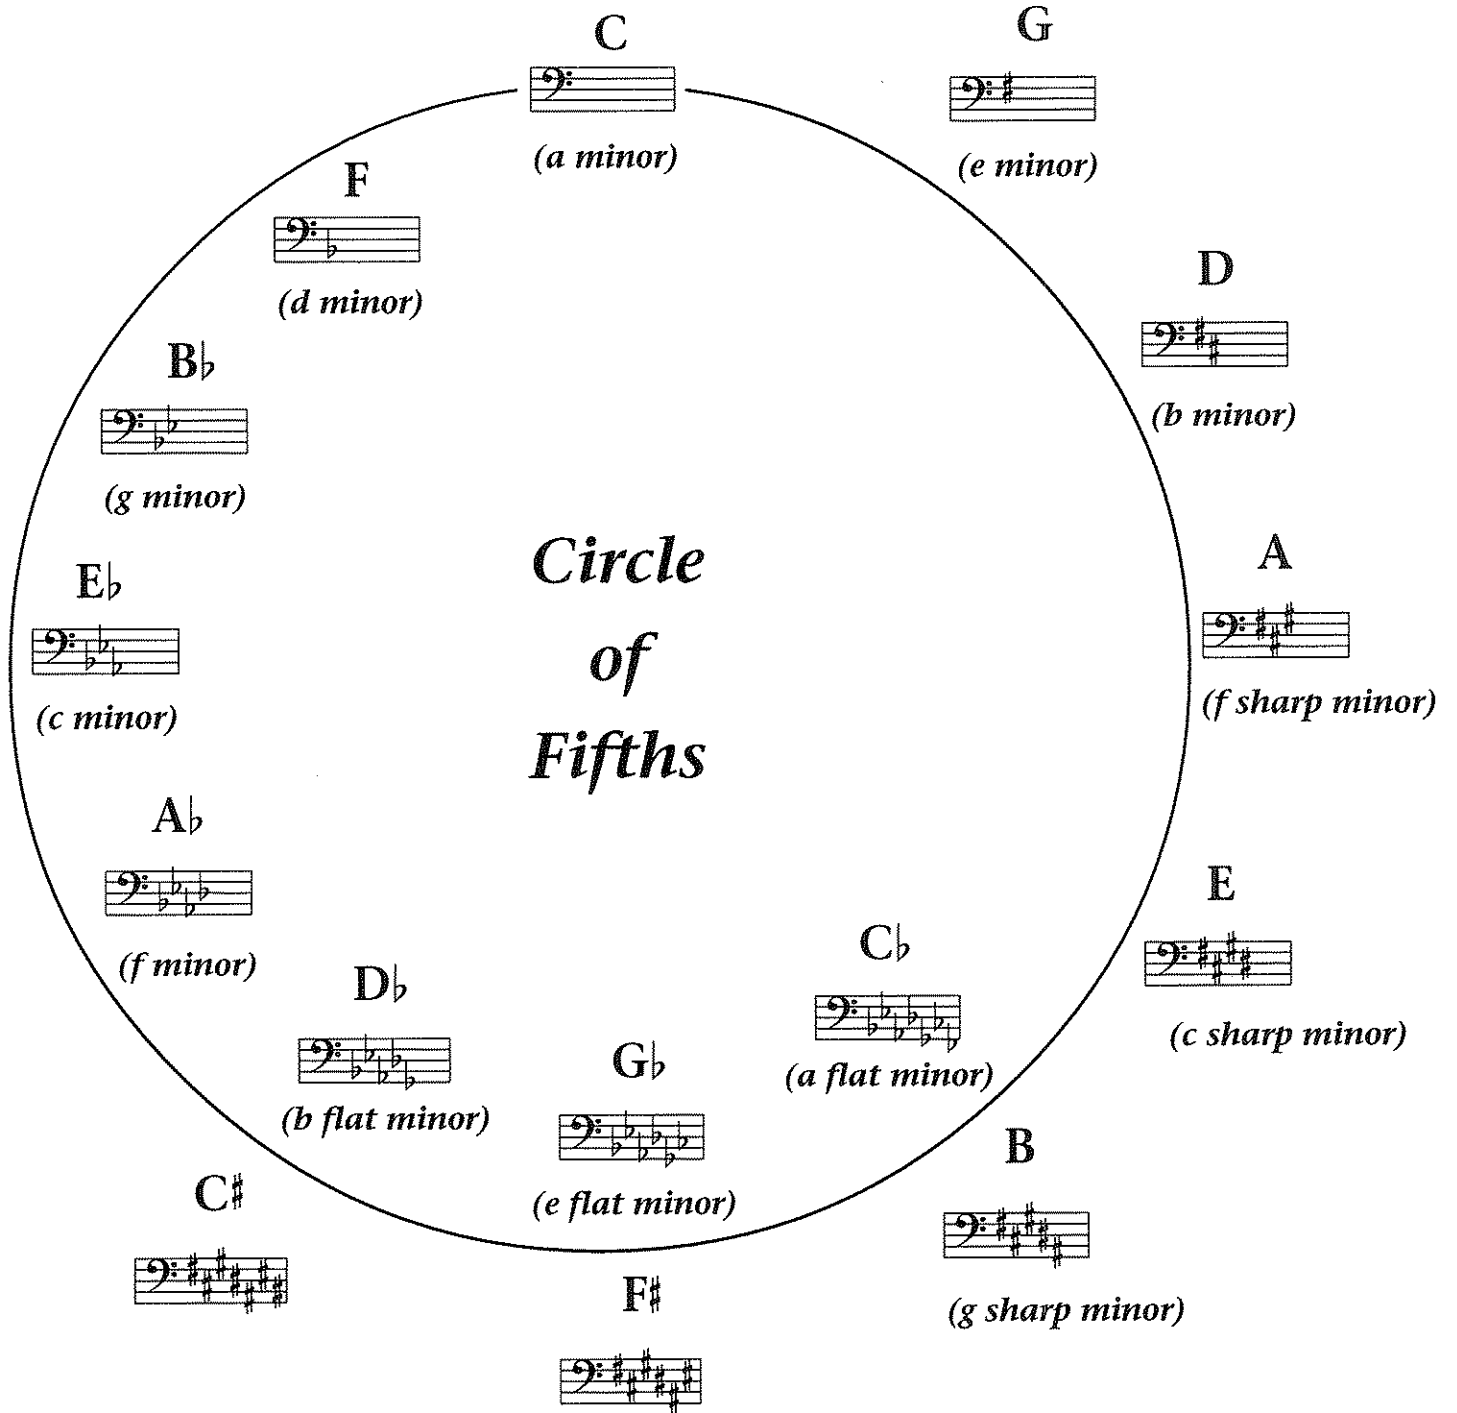 C
(a minor)
G
(e minor)
D
(b minor)
A
(f sharp minor)
E
(c sharp minor)
B
(g sharp minor)
F♯
C♯
F
(d minor)
B♭
(g minor)
E♭
(c minor)
A♭
(f minor)
D♭
(b flat minor)
G♭
(e flat minor)
C♭
(a flat minor)
Circle
of
Fifths